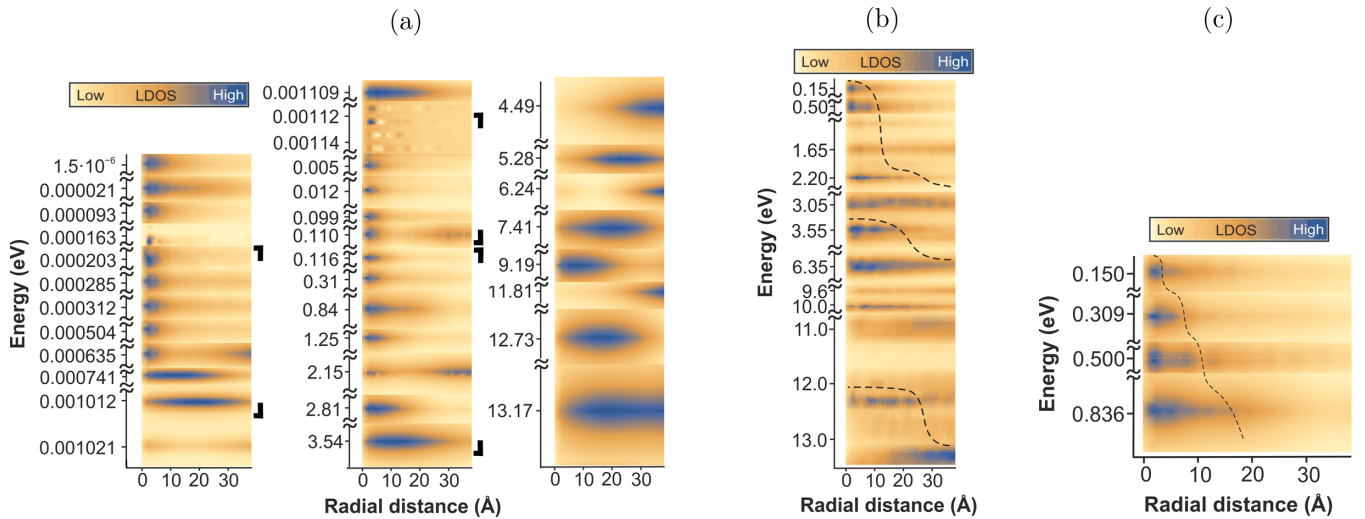 (a)
Low LDOS High
Energy (eV)
1.5·10⁻⁶
0.000021
0.000093
0.000163
0.000203
0.000285
0.000312
0.000504
0.000635
0.000741
0.001012
0.001021
0 10 20 30
0.001109
0.00112
0.00114
0.005
0.012
0.099
0.110
0.116
0.31
0.84
1.25
2.15
2.81
3.54
0 10 20 30
4.49
5.28
6.24
7.41
9.19
11.81
12.73
13.17
0 10 20 30
Radial distance (Å)
(b)
Low LDOS High
Energy (eV)
0.15
0.50
1.65
2.20
3.05
3.55
6.35
9.6
10.0
11.0
12.0
13.0
0 10 20 30
Radial distance (Å)
(c)
Low LDOS High
Energy (eV)
0.150
0.309
0.500
0.836
0 10 20 30
Radial distance (Å)